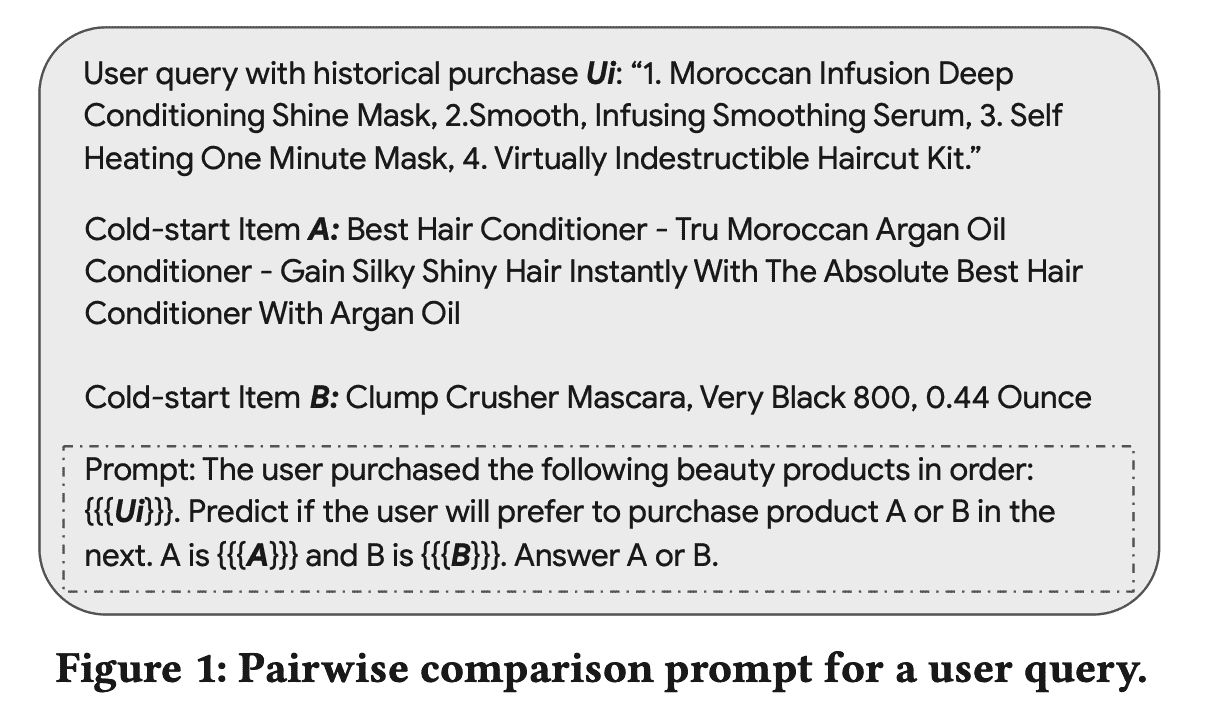 User query with historical purchase Ui: “1. Moroccan Infusion Deep
Conditioning Shine Mask, 2.Smooth, Infusing Smoothing Serum, 3. Self
Heating One Minute Mask, 4. Virtually Indestructible Haircut Kit.”
Cold-start Item A: Best Hair Conditioner - Tru Moroccan Argan Oil
Conditioner - Gain Silky Shiny Hair Instantly With The Absolute Best Hair
Conditioner With Argan Oil
Cold-start Item B: Clump Crusher Mascara, Very Black 800, 0.44 Ounce
Prompt: The user purchased the following beauty products in order:
{{{Ui}}}. Predict if the user will prefer to purchase product A or B in the
next. A is {{{A}}} and B is {{{B}}}. Answer A or B.
Figure 1: Pairwise comparison prompt for a user query.